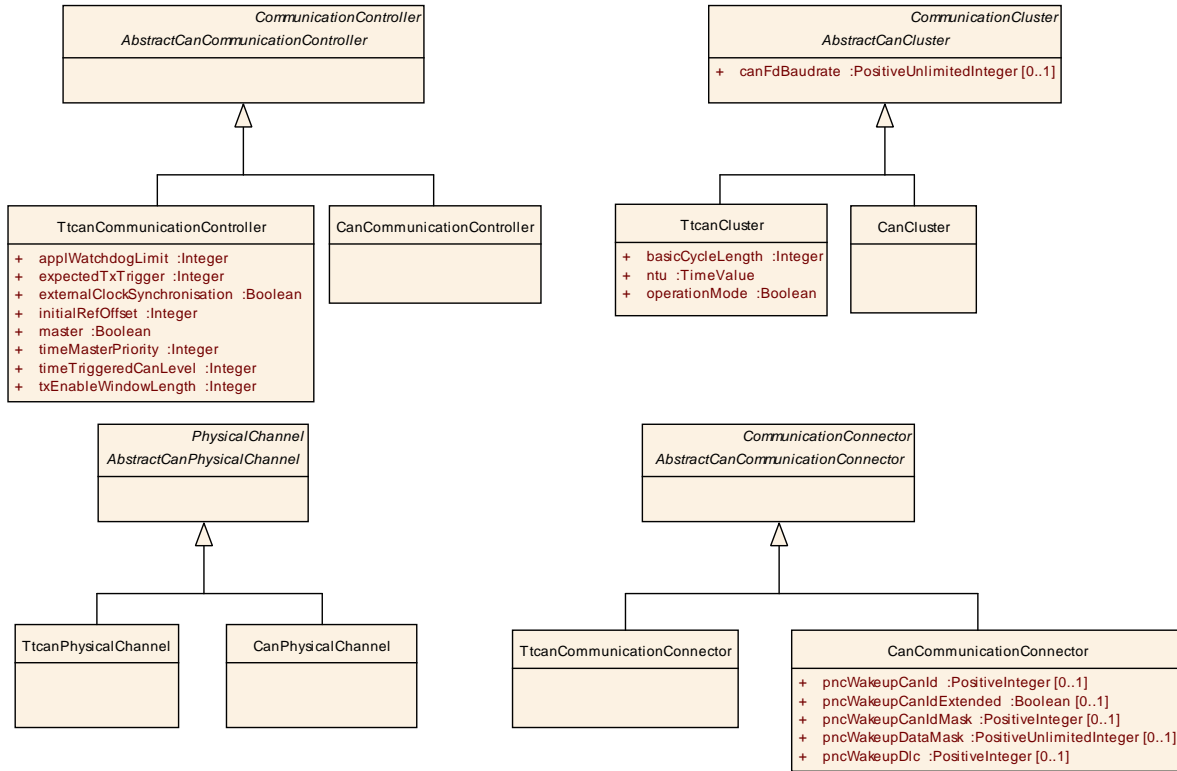 CommunicationController
AbstractCanCommunicationController
CommunicationCluster
AbstractCanCluster
+ canFdBaudrate :PositiveUnlimitedInteger [0..1]
TtcanCommunicationController
+ applWatchdogLimit :Integer
+ expectedTxTrigger :Integer
+ externalClockSynchronisation :Boolean
+ initialRefOffset :Integer
+ master :Boolean
+ timeMasterPriority :Integer
+ timeTriggeredCanLevel :Integer
+ txEnableWindowLength :Integer
CanCommunicationController
TtcanCluster
+ basicCycleLength :Integer
+ ntu :TimeValue
+ operationMode :Boolean
CanCluster
PhysicalChannel
AbstractCanPhysicalChannel
CommunicationConnector
AbstractCanCommunicationConnector
TtcanPhysicalChannel
CanPhysicalChannel
TtcanCommunicationConnector
CanCommunicationConnector
+ pncWakeupCanId :PositiveInteger [0..1]
+ pncWakeupCanIdExtended :Boolean [0..1]
+ pncWakeupCanIdMask :PositiveInteger [0..1]
+ pncWakeupDataMask :PositiveUnlimitedInteger [0..1]
+ pncWakeupDlc :PositiveInteger [0..1]